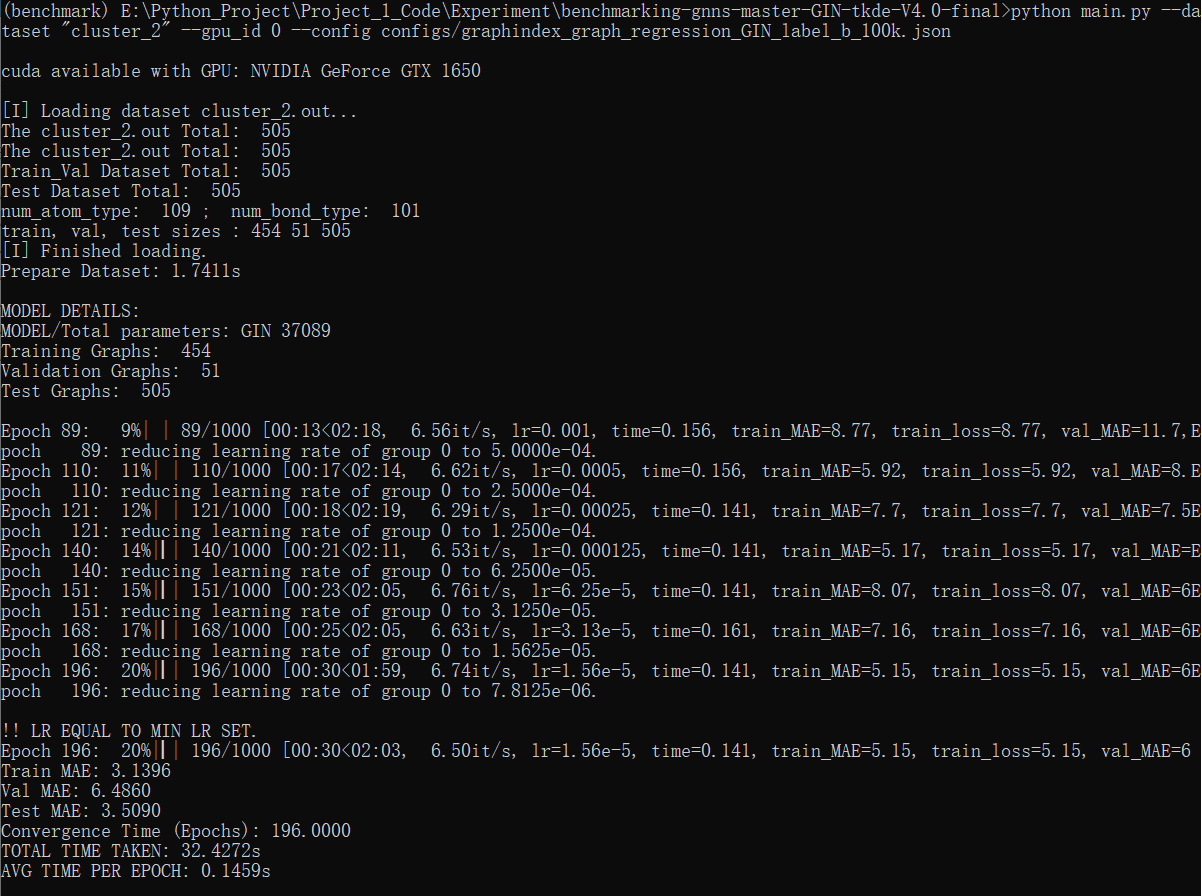 (benchmark) E:\Python_Project\Project_1_Code\Experiment\benchmarking-gnns-master-GIN-tkde-V4.0-final>python main.py --da
taset "cluster_2" --gpu_id 0 --config configs/graphindex_graph_regression_GIN_label_b_100k.json
cuda available with GPU: NVIDIA GeForce GTX 1650
[I] Loading dataset cluster_2.out...
The cluster_2.out Total:  505
The cluster_2.out Total:  505
Train_Val Dataset Total:  505
Test Dataset Total:  505
num_atom_type:  109 ;  num_bond_type:  101
train, val, test sizes : 454 51 505
[I] Finished loading.
Prepare Dataset: 1.7411s
MODEL DETAILS:
MODEL/Total parameters: GIN 37089
Training Graphs:  454
Validation Graphs:  51
Test Graphs:  505
Epoch 89:   9%| | 89/1000 [00:13<02:18,  6.56it/s, lr=0.001, time=0.156, train_MAE=8.77, train_loss=8.77, val_MAE=11.7,E
poch    89: reducing learning rate of group 0 to 5.0000e-04.
Epoch 110:  11%| | 110/1000 [00:17<02:14,  6.62it/s, lr=0.0005, time=0.156, train_MAE=5.92, train_loss=5.92, val_MAE=8.E
poch   110: reducing learning rate of group 0 to 2.5000e-04.
Epoch 121:  12%| | 121/1000 [00:18<02:19,  6.29it/s, lr=0.00025, time=0.141, train_MAE=7.7, train_loss=7.7, val_MAE=7.5E
poch   121: reducing learning rate of group 0 to 1.2500e-04.
Epoch 140:  14%|| | 140/1000 [00:21<02:11,  6.53it/s, lr=0.000125, time=0.141, train_MAE=5.17, train_loss=5.17, val_MAE=E
poch   140: reducing learning rate of group 0 to 6.2500e-05.
Epoch 151:  15%|| | 151/1000 [00:23<02:05,  6.76it/s, lr=6.25e-5, time=0.141, train_MAE=8.07, train_loss=8.07, val_MAE=6E
poch   151: reducing learning rate of group 0 to 3.1250e-05.
Epoch 168:  17%|| | 168/1000 [00:25<02:05,  6.63it/s, lr=3.13e-5, time=0.161, train_MAE=7.16, train_loss=7.16, val_MAE=6E
poch   168: reducing learning rate of group 0 to 1.5625e-05.
Epoch 196:  20%|| | 196/1000 [00:30<01:59,  6.74it/s, lr=1.56e-5, time=0.141, train_MAE=5.15, train_loss=5.15, val_MAE=6E
poch   196: reducing learning rate of group 0 to 7.8125e-06.
!! LR EQUAL TO MIN LR SET.
Epoch 196:  20%|| | 196/1000 [00:30<02:03,  6.50it/s, lr=1.56e-5, time=0.141, train_MAE=5.15, train_loss=5.15, val_MAE=6
Train MAE: 3.1396
Val MAE: 6.4860
Test MAE: 3.5090
Convergence Time (Epochs): 196.0000
TOTAL TIME TAKEN: 32.4272s
AVG TIME PER EPOCH: 0.1459s